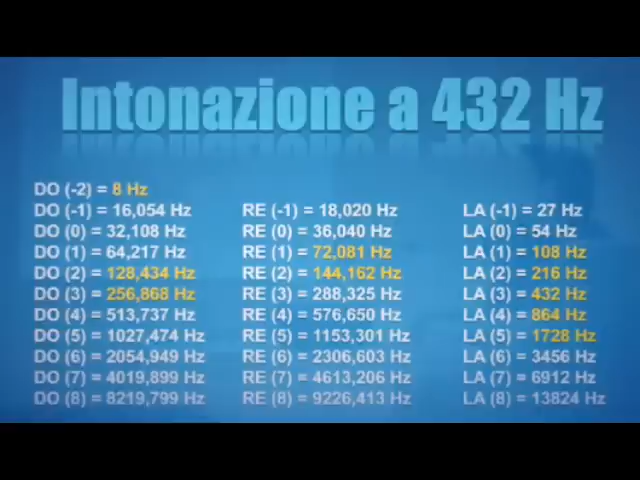 Intonazione a 432 Hz
DO (-2) = 8 Hz
DO (-1) = 16,054 Hz
DO (0) = 32,108 Hz
DO (1) = 64,217 Hz
DO (2) = 128,434 Hz
DO (3) = 256,868 Hz
DO (4) = 513,737 Hz
DO (5) = 1027,474 Hz
DO (6) = 2054,949 Hz
DO (7) = 4019,899 Hz
DO (8) = 8219,799 Hz
RE (-1) = 18,020 Hz
RE (0) = 36,040 Hz
RE (1) = 72,081 Hz
RE (2) = 144,162 Hz
RE (3) = 288,325 Hz
RE (4) = 576,650 Hz
RE (5) = 1153,301 Hz
RE (6) = 2306,603 Hz
RE (7) = 4613,206 Hz
RE (8) = 9226,413 Hz
LA (-1) = 27 Hz
LA (0) = 54 Hz
LA (1) = 108 Hz
LA (2) = 216 Hz
LA (3) = 432 Hz
LA (4) = 864 Hz
LA (5) = 1728 Hz
LA (6) = 3456 Hz
LA (7) = 6912 Hz
LA (8) = 13824 Hz